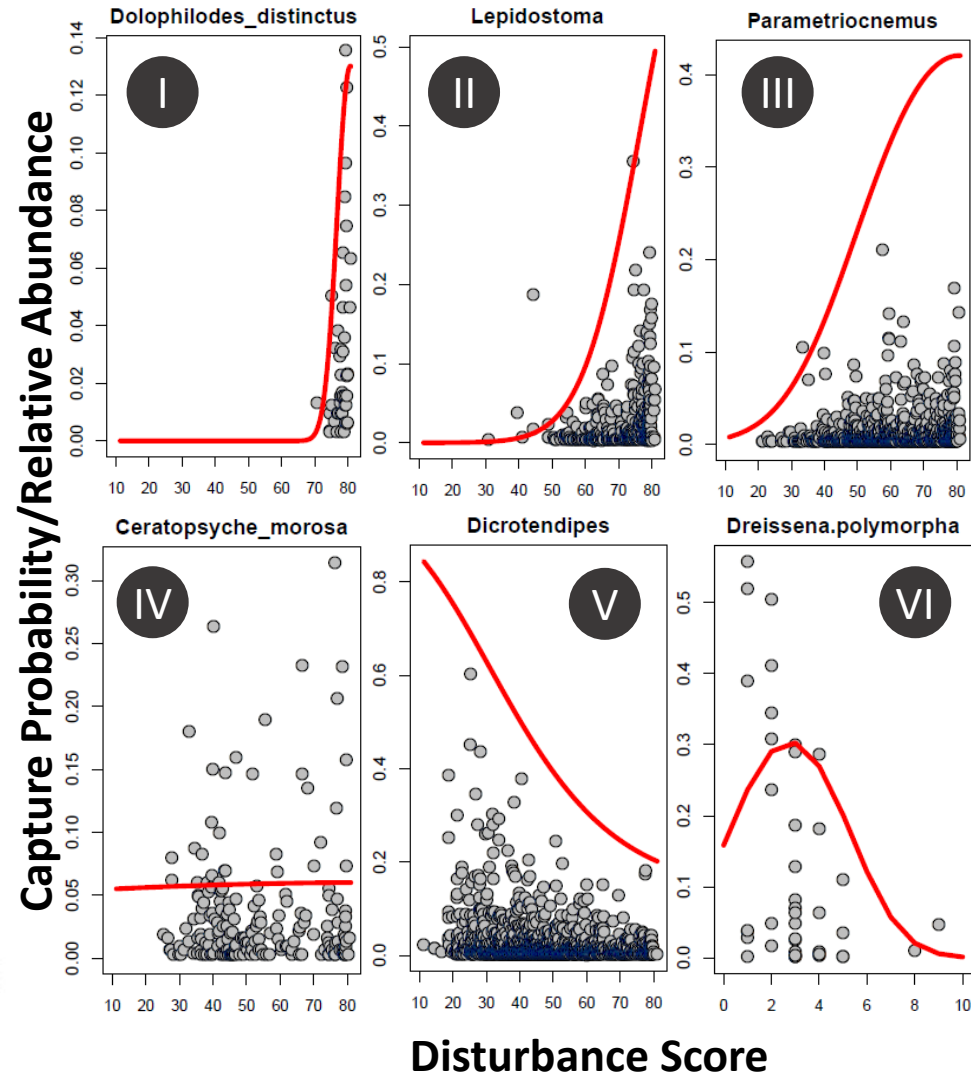 Capture Probability/Relative Abundance
Dolophilodes_distinctus
I
0.14
0.12
0.10
0.08
0.06
0.04
0.02
0.00
10 20 30 40 50 60 70 80
Lepidostoma
II
0.5
0.4
0.3
0.2
0.1
0.0
10 20 30 40 50 60 70 80
Parametriocnemus
III
0.4
0.3
0.2
0.1
0.0
10 20 30 40 50 60 70 80
Ceratopsyche_morosa
IV
0.30
0.25
0.20
0.15
0.10
0.05
0.00
10 20 30 40 50 60 70 80
Dicrotendipes
V
0.8
0.6
0.4
0.2
0.0
10 20 30 40 50 60 70 80
Dreissena.polymorpha
VI
0.5
0.4
0.3
0.2
0.1
0.0
0 2 4 6 8 10
Disturbance Score